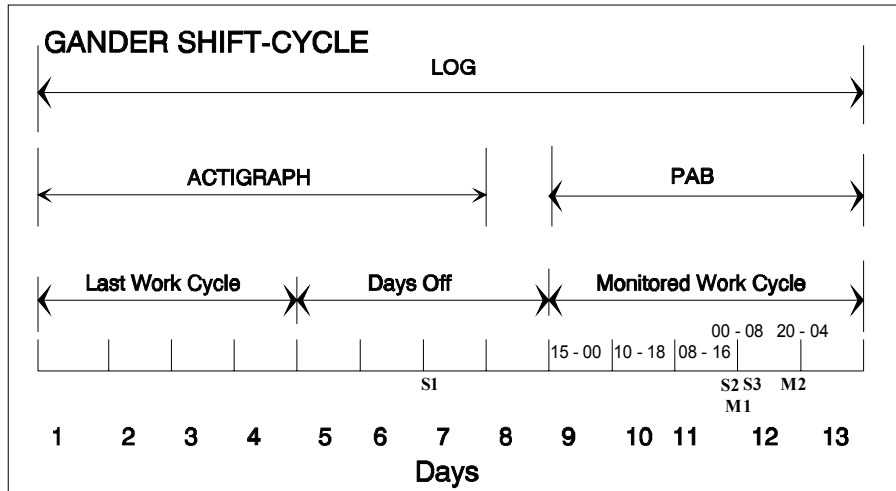 GANDER SHIFT-CYCLE
LOG
ACTIGRAPH PAB
Last Work Cycle Days Off Monitored Work Cycle
00 - 08 20 - 04
15 - 00 10 - 18 08 - 16
S1 S2 S3 M2
M1
1 2 3 4 5 6 7 8 9 10 11 12 13
Days